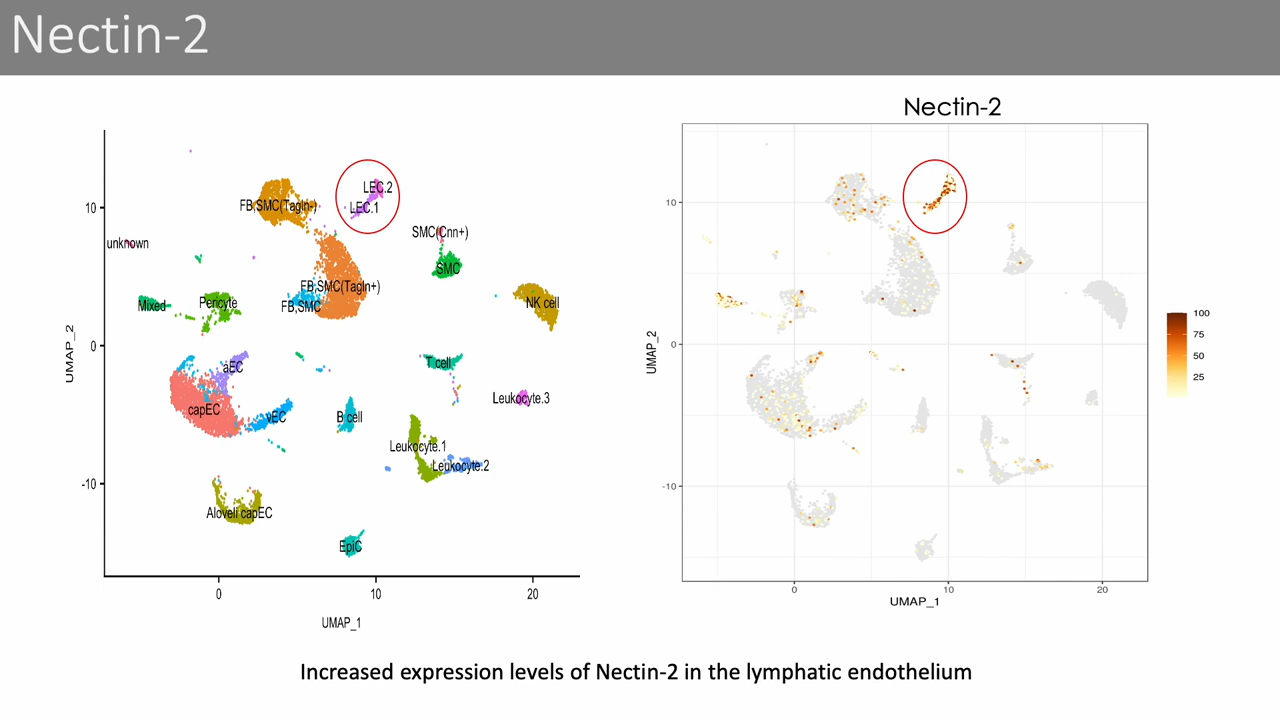 Nectin-2
Nectin-2
LEC.2
FB,SMC(Tagln-)
LEC.1
SMC(Cnn+)
unknown
SMC
FB,SMC(Tagln+)
Mixed
Pericyte
FB,SMC
NK cell
aEC
T cell
capEC
vEC
B cell
Leukocyte.3
Leukocyte.1
Leukocyte.2
Aloveli capEC
EpiC
10
0
-10
UMAP_2
0
10
20
UMAP_1
10
0
-10
UMAP_2
0
10
20
UMAP_1
100
75
50
25
Increased expression levels of Nectin-2 in the lymphatic endothelium